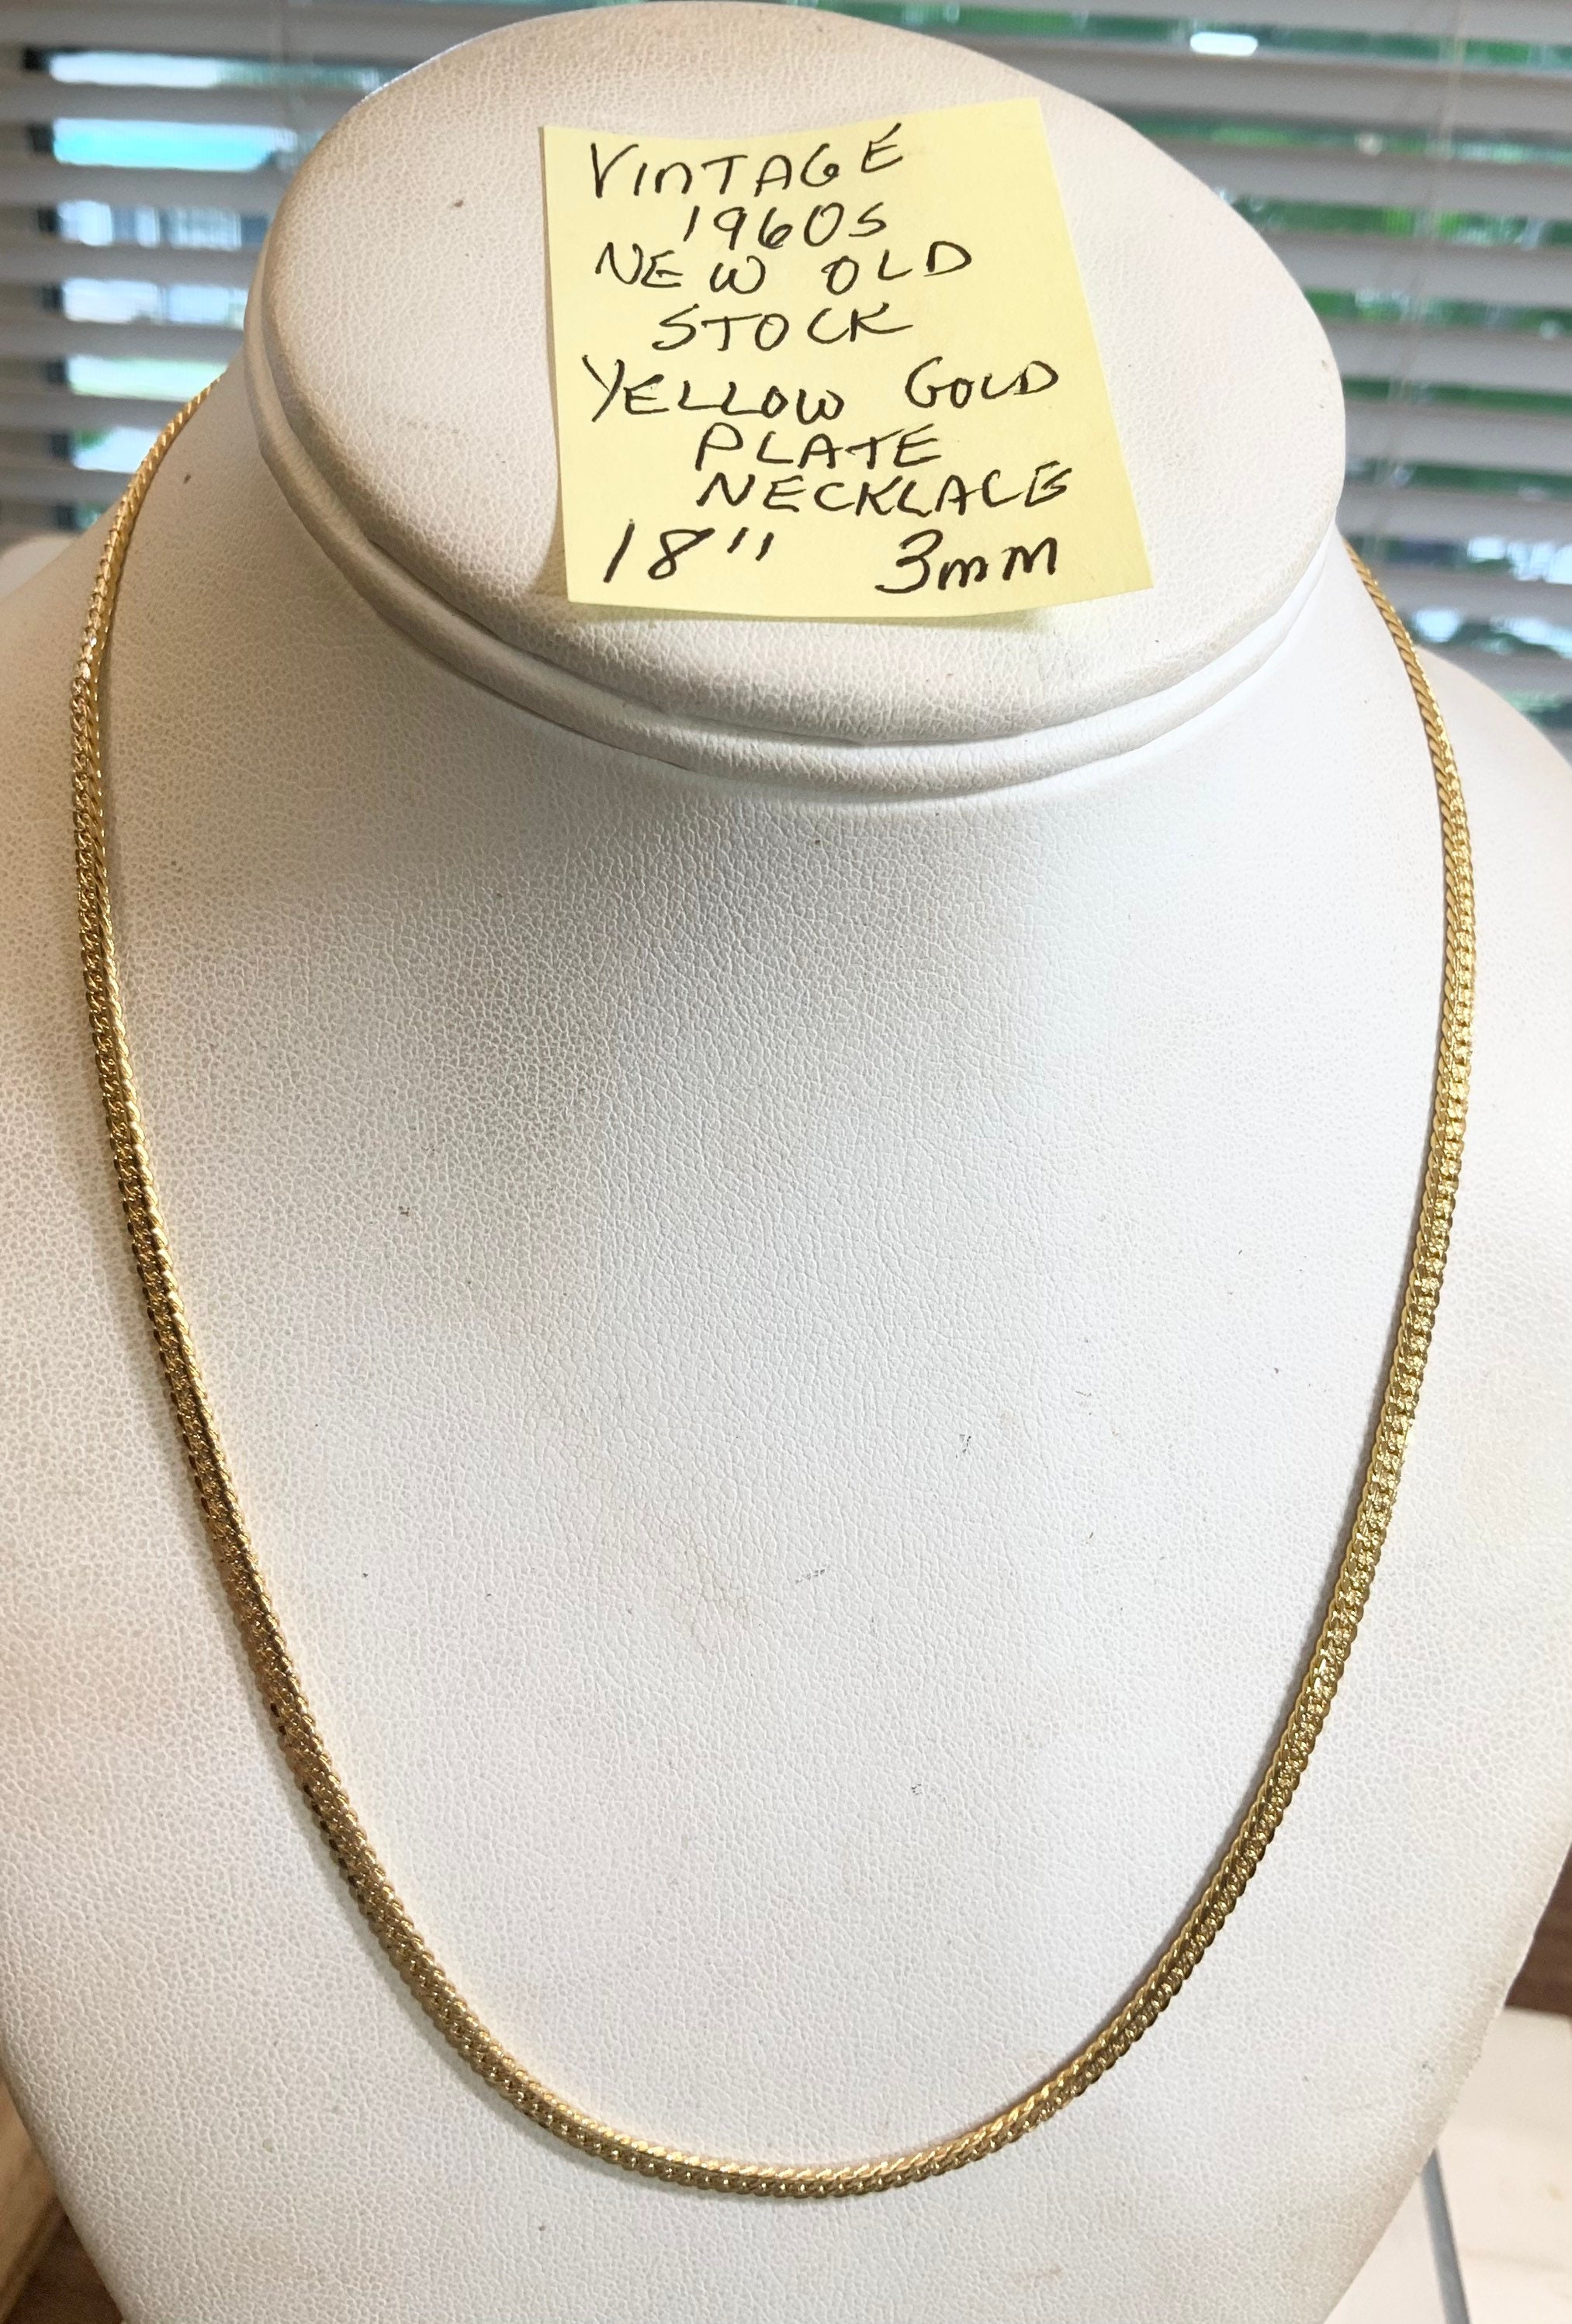 VINTAGE
1960S
NEW OLD
STOCK
YELLOW GOLD
PLATE
NECKLACE
18" 3mm